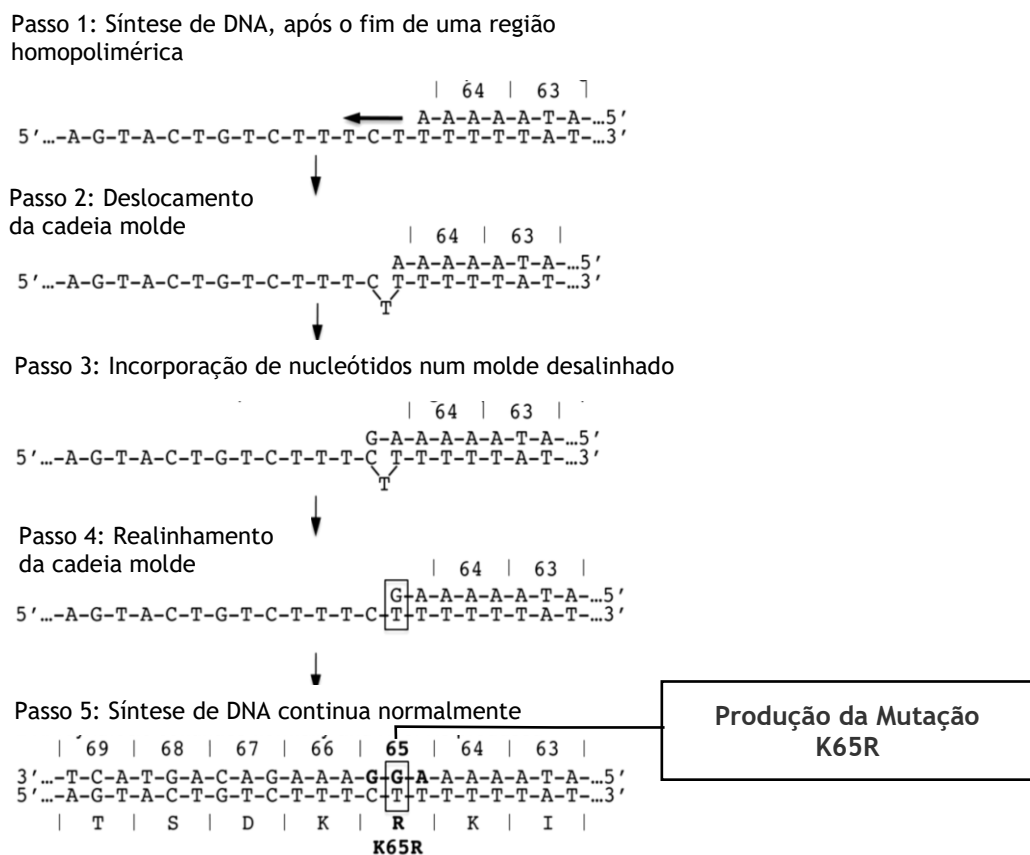 Passo 1: Síntese de DNA, após o fim de uma região
homopolimérica
| 64 | 63 |
A-A-A-A-A-T-A-…5′
5′…-A-G-T-A-C-T-G-T-C-T-T-T-C-T-T-T-T-T-T-A-T-…3′
Passo 2: Deslocamento
da cadeia molde
| 64 | 63 |
A-A-A-A-A-T-A-…5′
5′…-A-G-T-A-C-T-G-T-C-T-T-T-C T-T-T-T-T-A-T-…3′
T
Passo 3: Incorporação de nucleótidos num molde desalinhado
| 64 | 63 |
G-A-A-A-A-A-T-A-…5′
5′…-A-G-T-A-C-T-G-T-C-T-T-T-C T-T-T-T-T-A-T-…3′
T
Passo 4: Realinhamento
da cadeia molde
| 64 | 63 |
G-A-A-A-A-A-T-A-…5′
5′…-A-G-T-A-C-T-G-T-C-T-T-T-C-T-T-T-T-T-T-A-T-…3′
Passo 5: Síntese de DNA continua normalmente
Produção da Mutação
K65R
| 69 | 68 | 67 | 66 | 65 | 64 | 63 |
3′…-T-C-A-T-G-A-C-A-G-A-A-A-G-G-A-A-A-A-A-T-A-…5′
5′…-A-G-T-A-C-T-G-T-C-T-T-T-C-T-T-T-T-T-T-A-T-…3′
| T | S | D | K | R | K | I |
K65R